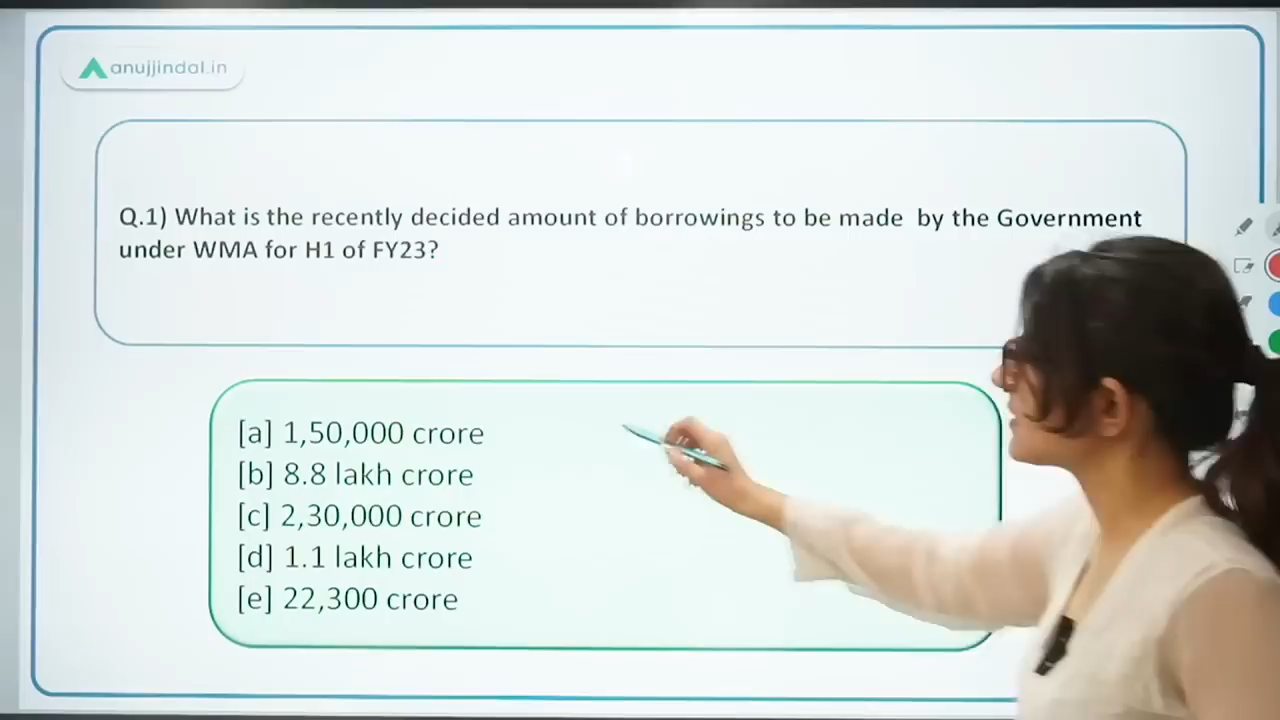 anujjindal.in
Q.1) What is the recently decided amount of borrowings to be made by the Government
under WMA for H1 of FY23?
[a] 1,50,000 crore
[b] 8.8 lakh crore
[c] 2,30,000 crore
[d] 1.1 lakh crore
[e] 22,300 crore